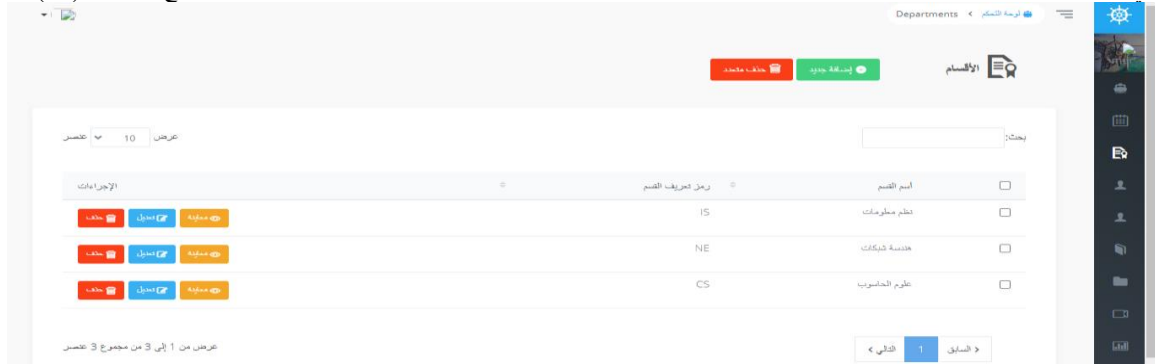 لوحة التحكم > Departments
الأقسام
إضافة جديد
حذف متعدد
بحث:
عرض 10 عنصر
أسم القسم
رمز تعريف القسم
الإجراءات
نظم معلومات IS معاينة تعديل حذف
هندسة شبكات NE معاينة تعديل حذف
علوم الحاسوب CS معاينة تعديل حذف
السابق 1 التالي
عرض من 1 إلى 3 من مجموع 3 عنصر